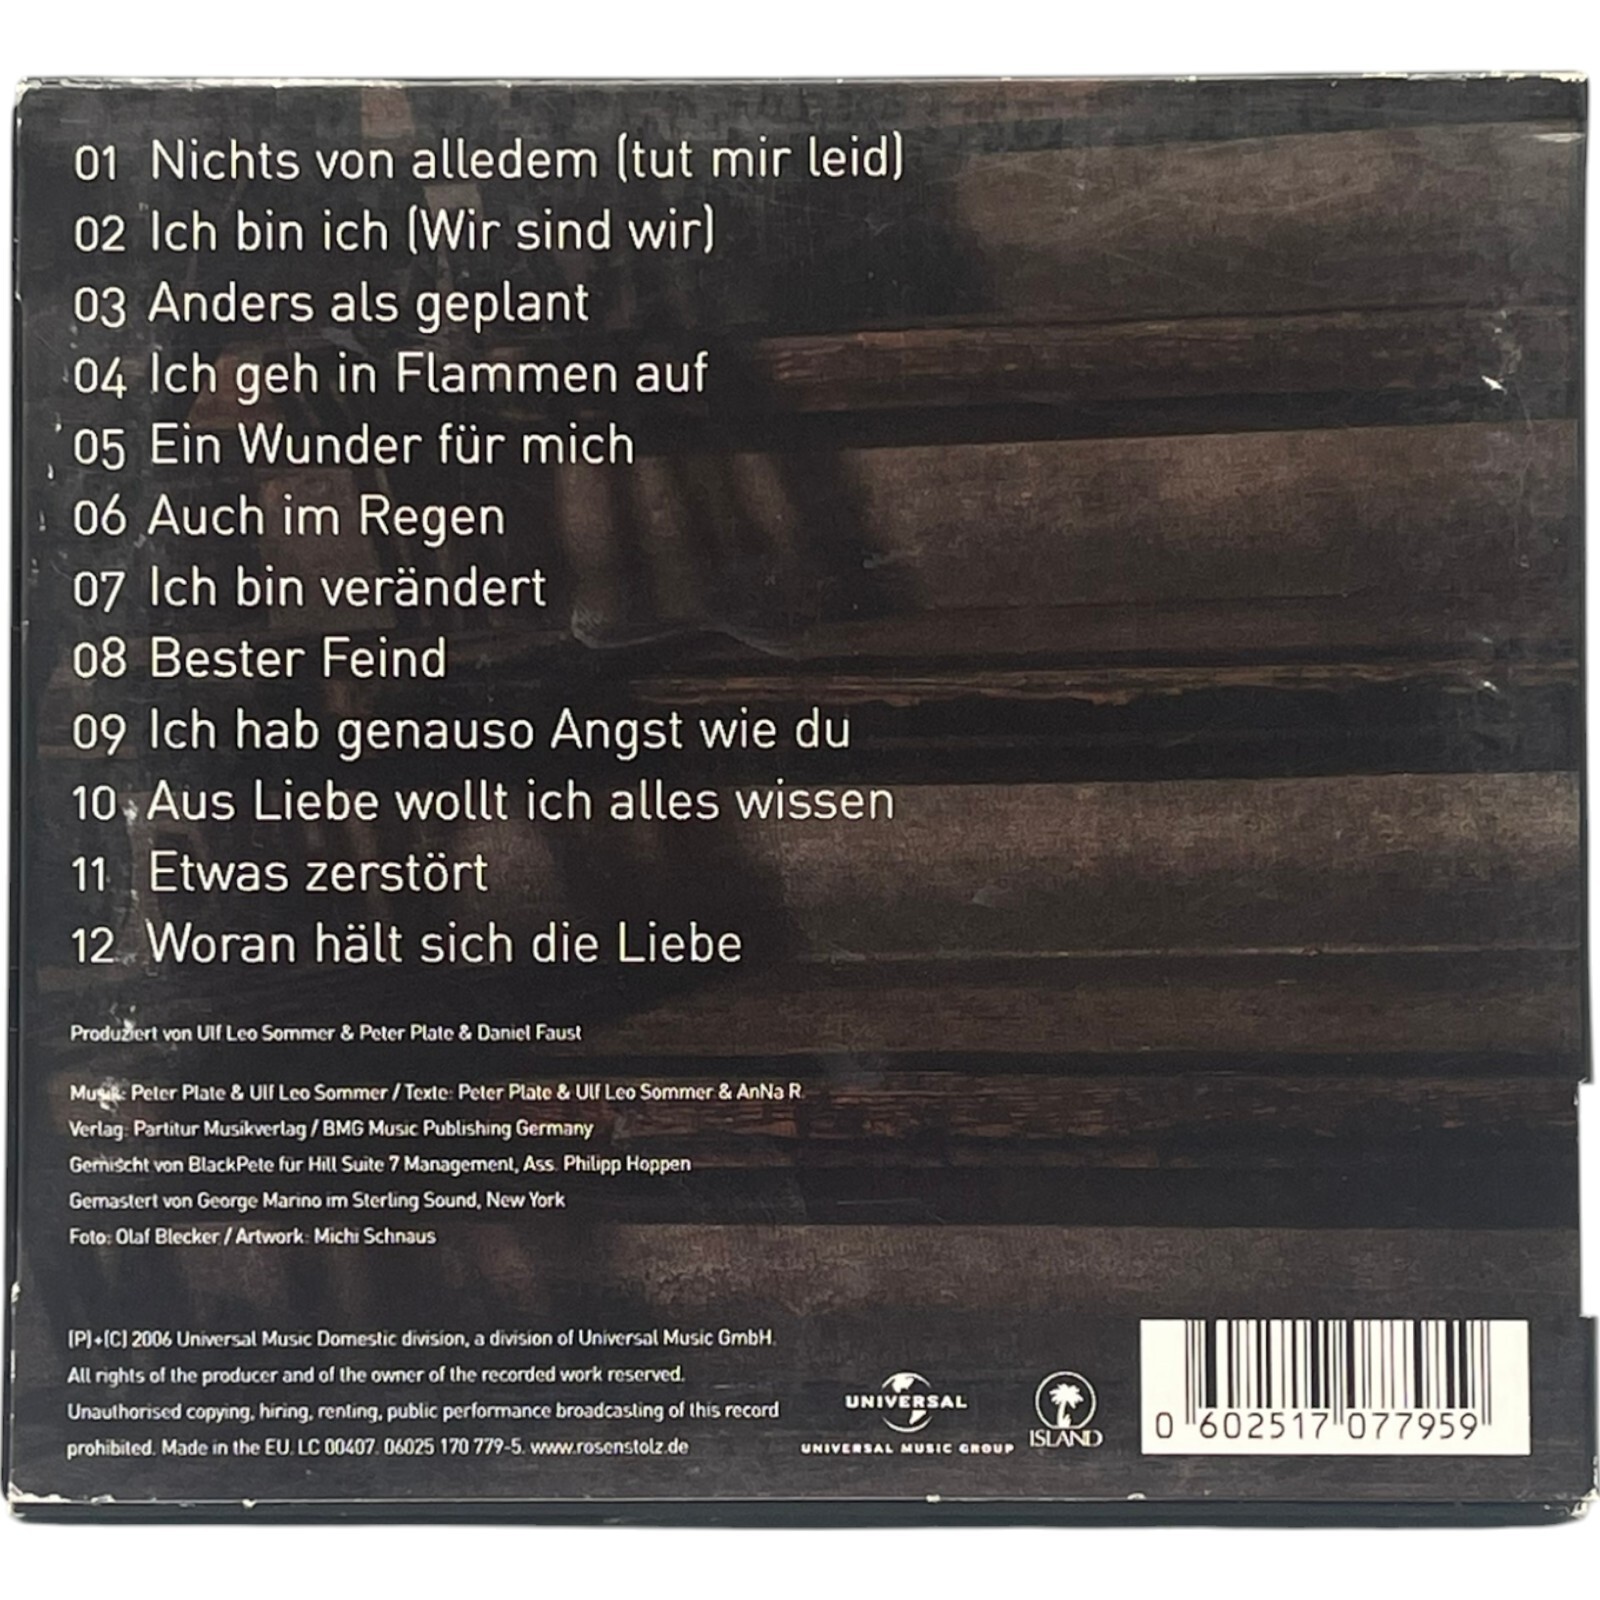 01 Nichts von alledem (tut mir leid)
02 Ich bin ich (Wir sind wir)
03 Anders als geplant
04 Ich geh in Flammen auf
05 Ein Wunder für mich
06 Auch im Regen
07 Ich bin verändert
08 Bester Feind
09 Ich hab genauso Angst wie du
10 Aus Liebe wollt ich alles wissen
11 Etwas zerstört
12 Woran hält sich die Liebe
Produziert von Ulf Leo Sommer & Peter Plate & Daniel Faust
Musik: Peter Plate & Ulf Leo Sommer / Texte: Peter Plate & Ulf Leo Sommer & AnNa R.
Verlag: Partitur Musikverlag / BMG Music Publishing Germany
Gemischt von BlackPete für Hill Suite 7 Management, Ass. Philipp Hoppen
Gemastert von George Marino im Sterling Sound, New York
Foto: Olaf Blecker / Artwork: Michi Schnaus
(P)+(C) 2006 Universal Music Domestic division, a division of Universal Music GmbH.
All rights of the producer and of the owner of the recorded work reserved.
Unauthorised copying, hiring, renting, public performance broadcasting of this record
prohibited. Made in the EU. LC 00407. 06025 170 779-5. www.rosenstolz.de
UNIVERSAL
UNIVERSAL MUSIC GROUP
ISLAND
0 602517 077959